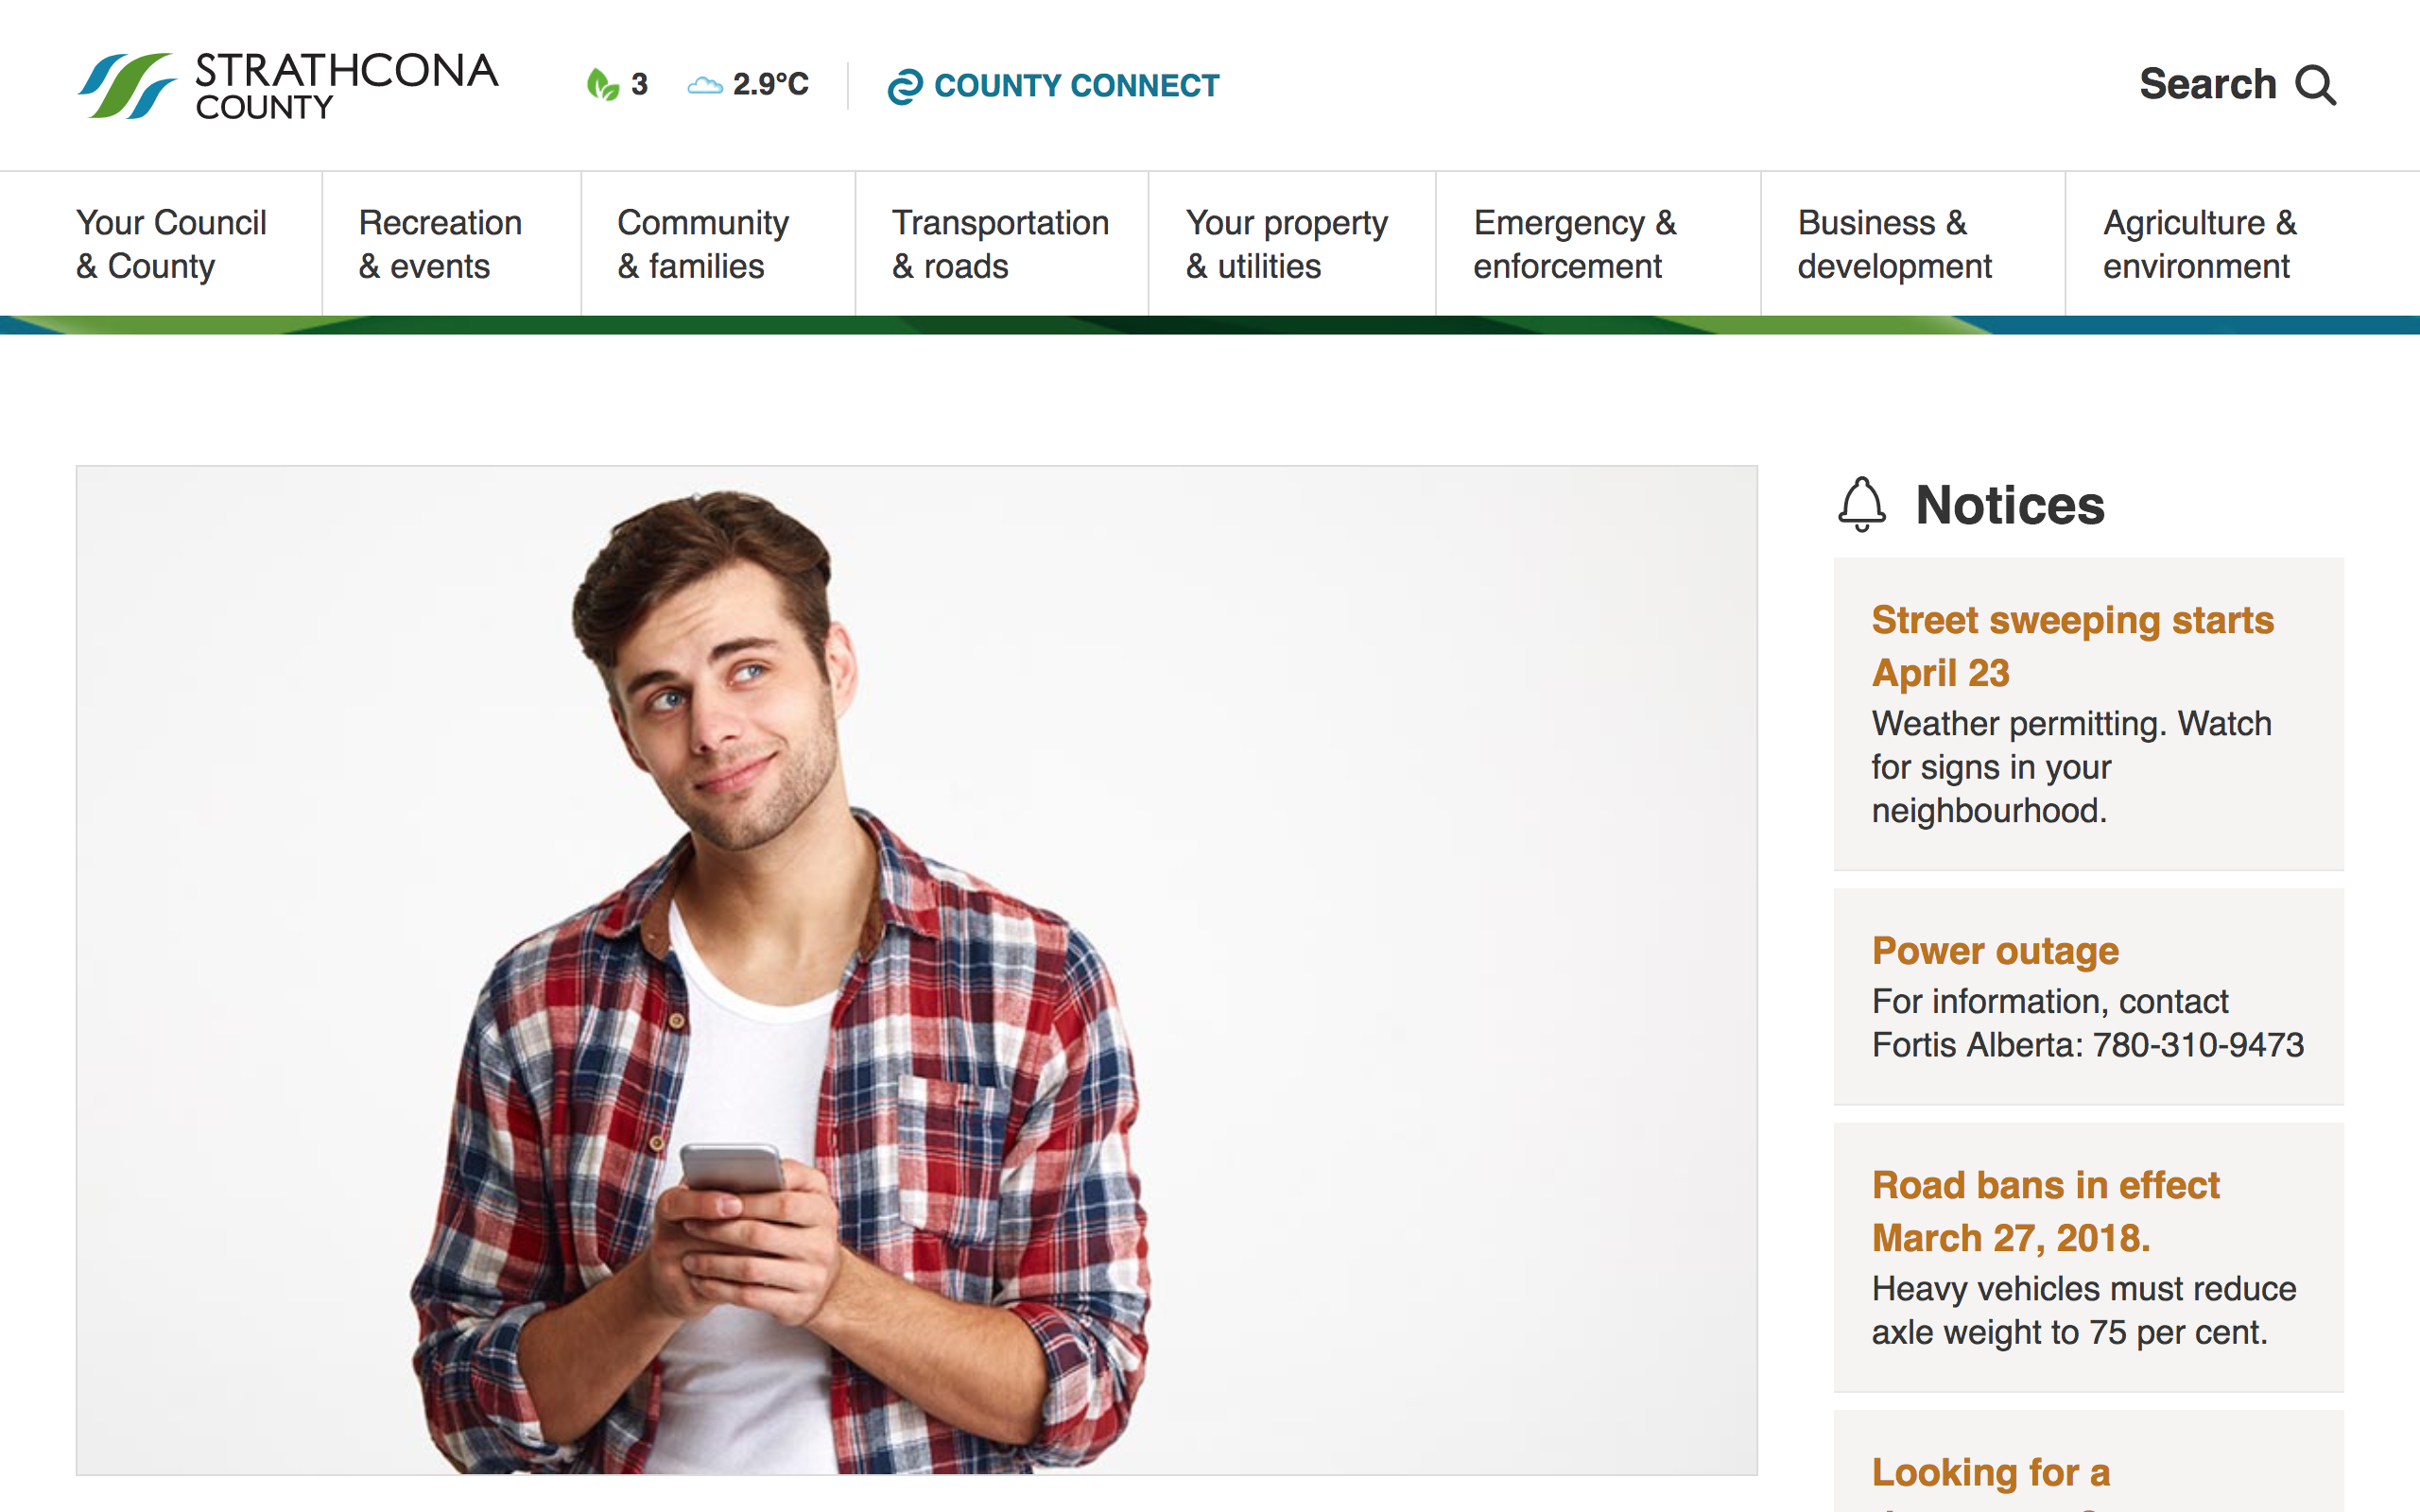 STRATHCONA
COUNTY
3
2.9°C
COUNTY CONNECT
Search
Your Council
& County
Recreation
& events
Community
& families
Transportation
& roads
Your property
& utilities
Emergency &
enforcement
Business &
development
Agriculture &
environment
Notices
Street sweeping starts
April 23
Weather permitting. Watch
for signs in your
neighbourhood.
Power outage
For information, contact
Fortis Alberta: 780-310-9473
Road bans in effect
March 27, 2018.
Heavy vehicles must reduce
axle weight to 75 per cent.
Looking for a